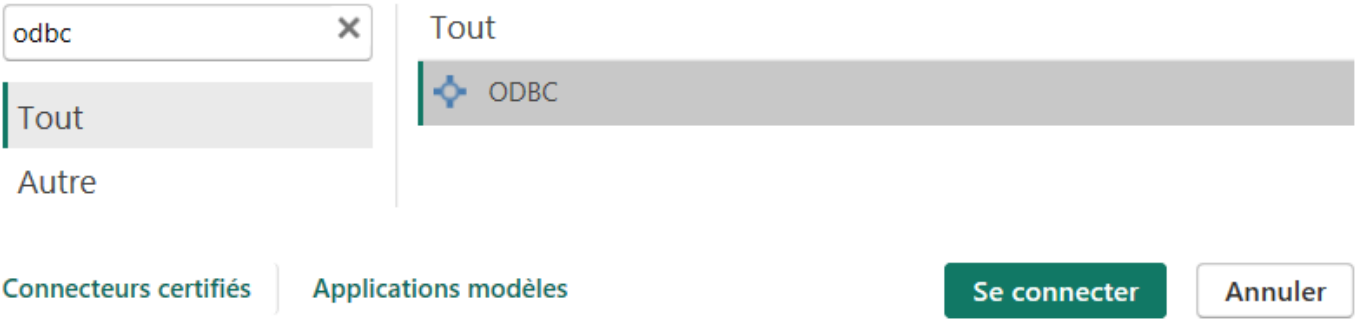 odbc
Tout
Autre
Tout
ODBC
Connecteurs certifiés
Applications modèles
Se connecter
Annuler